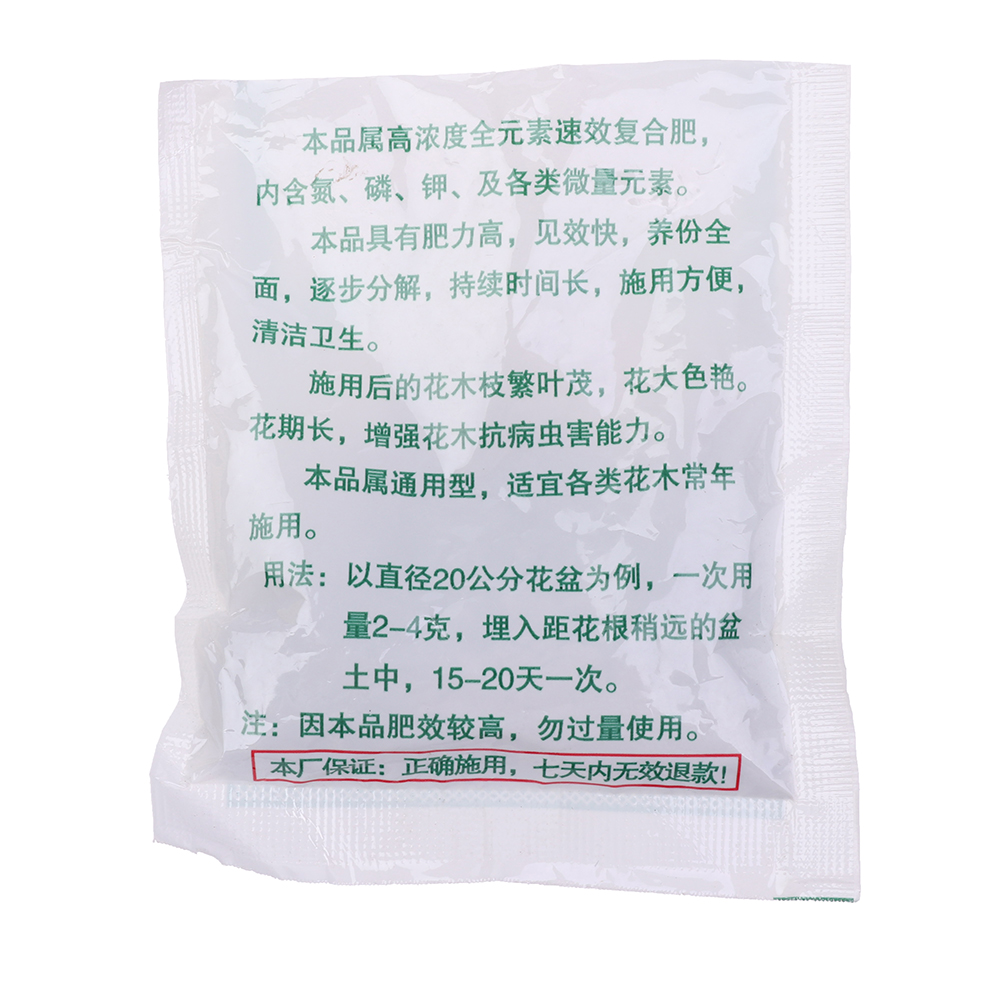 本品属高浓度全元素速效复合肥，
内含氮、磷、钾、及各类微量元素。
本品具有肥力高，见效快，养份全
面，逐步分解，持续时间长，施用方便，
清洁卫生。
施用后的花木枝繁叶茂，花大色艳。
花期长，增强花木抗病虫害能力。
本品属通用型，适宜各类花木常年
施用。
用法：以直径20公分花盆为例，一次用
量2-4克，埋入距花根稍远的盆
土中，15-20天一次。
注：因本品肥效较高，勿过量使用。
本厂保证：正确施用，七天内无效退款！